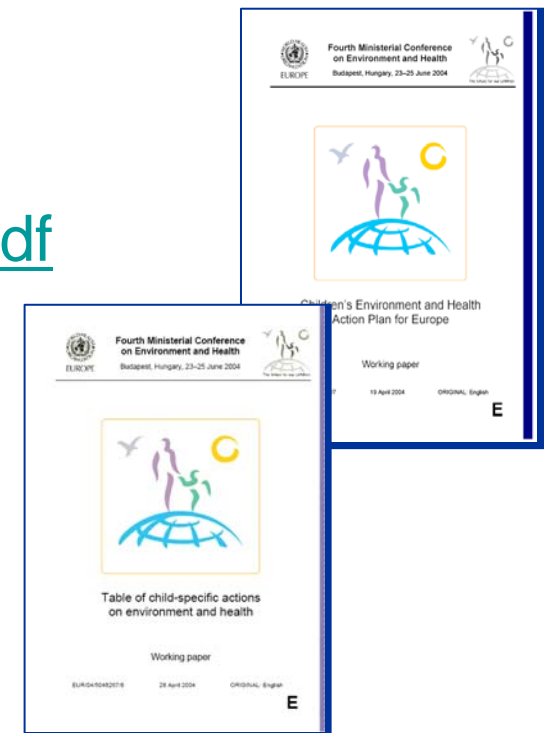 df
EUROPE
Fourth Ministerial Conference
on Environment and Health
Budapest, Hungary, 23–25 June 2004
Children's Environment and Health
Action Plan for Europe
Working paper
19 April 2004
ORIGINAL: English
E
EUROPE
Fourth Ministerial Conference
on Environment and Health
Budapest, Hungary, 23–25 June 2004
Table of child-specific actions
on environment and health
Working paper
28 April 2004
ORIGINAL: English
E